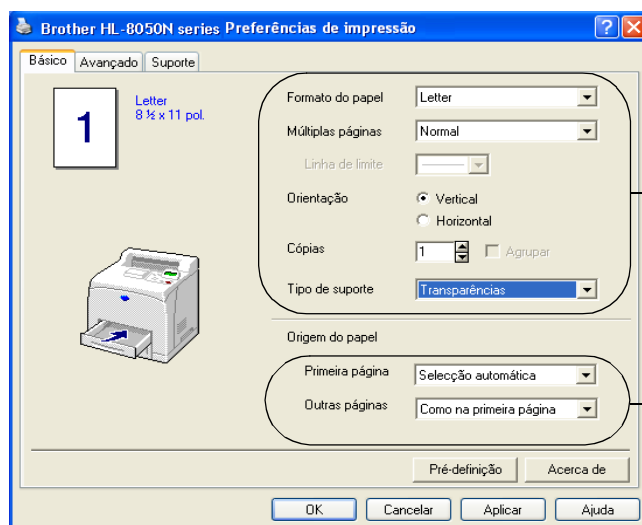 Brother HL-8050N series Preferências de impressão
Básico Avançado Suporte
1
Letter
8 ½ x 11 pol.
Formato do papel Letter
Múltiplas páginas Normal
Linha de limite
Orientação Vertical
Horizontal
Cópias 1 Agrupar
Tipo de suporte Transparências
Origem do papel
Primeira página Selecção automática
Outras páginas Como na primeira página
Pré-definição Acerca de
OK Cancelar Aplicar Ajuda